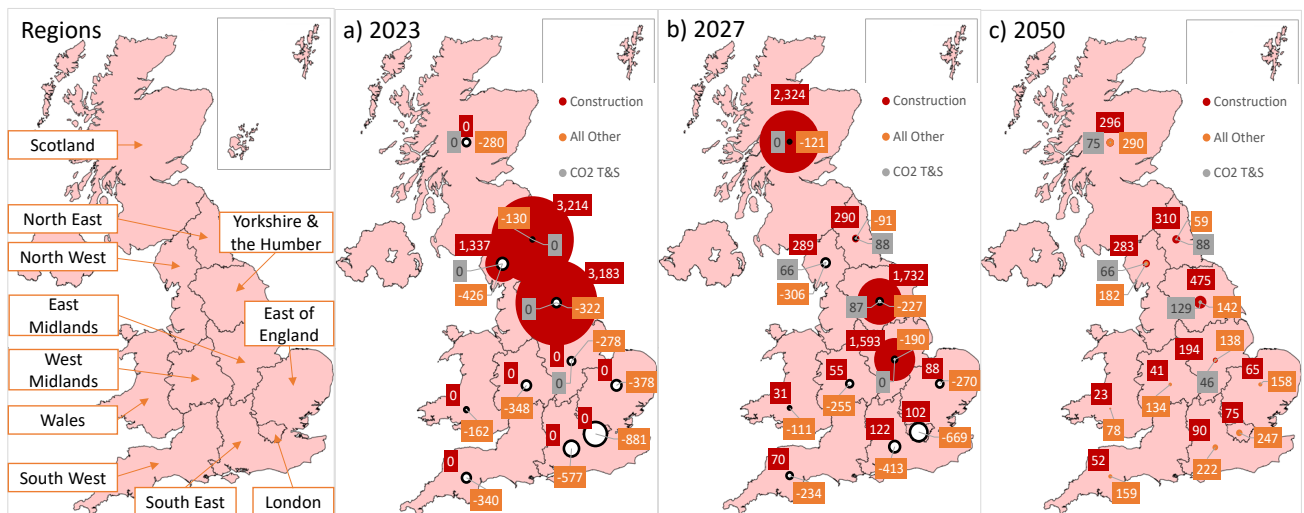 Regions
Scotland
North East
Yorkshire &
the Humber
North West
East
Midlands
East of
England
West
Midlands
Wales
South West
South East
London
a) 2023
Construction
All Other
CO2 T&S
0
0
-280
3,214
-130
0
1,337
0
-426
3,183
0
-322
-278
0
0
0
-348
0
-378
0
-162
0
-881
0
-577
0
-340
b) 2027
Construction
All Other
CO2 T&S
2,324
0
-121
290
-91
88
289
66
-306
1,732
87
-227
1,593
-190
0
55
-255
88
-270
31
-111
102
-669
122
-413
70
-234
c) 2050
Construction
All Other
CO2 T&S
296
75
290
310
59
88
283
66
182
475
129
142
194
138
46
41
134
65
158
23
78
75
247
90
222
52
159